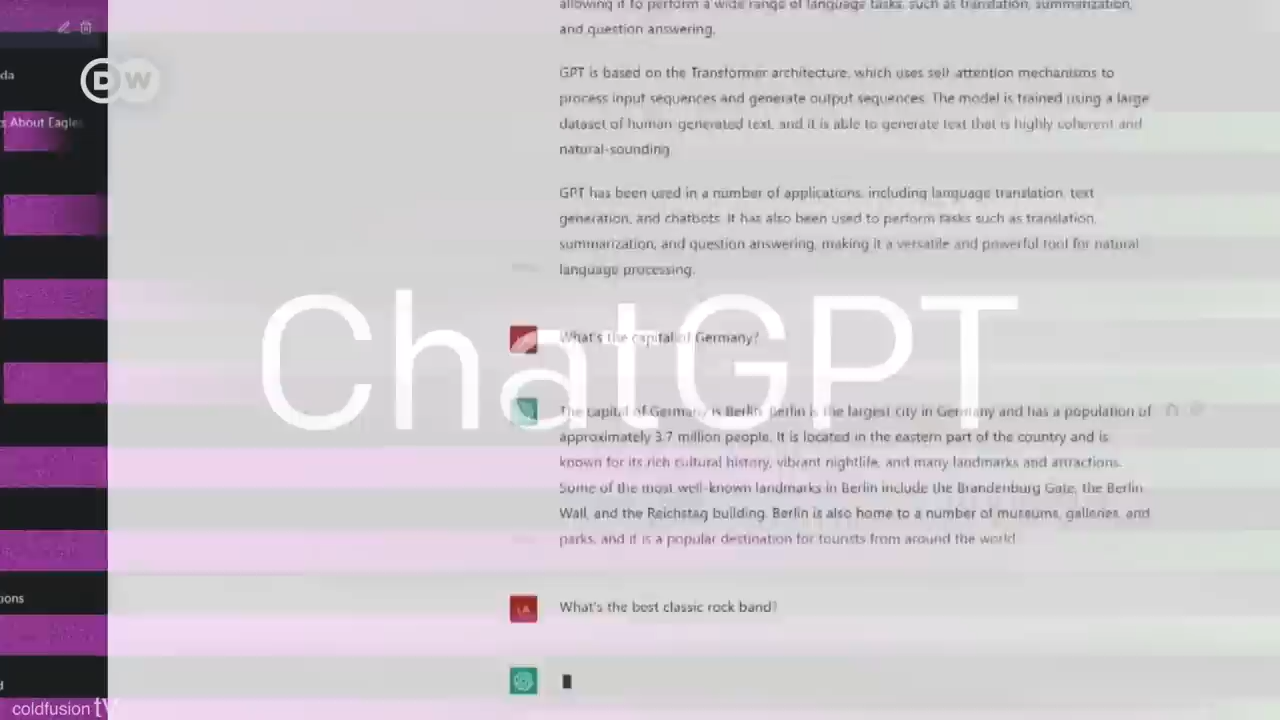 allowing it to perform a wide range of language tasks, such as translation, summarization,
and question answering.
da
DW
GPT is based on the Transformer architecture, which uses self-attention mechanisms to
process input sequences and generate output sequences. The model is trained using a large
dataset of human-generated text, and it is able to generate text that is highly coherent and
natural-sounding.
s About Eagles
GPT has been used in a number of applications, including language translation, text
generation, and chatbots. It has also been used to perform tasks such as translation,
summarization, and question answering, making it a versatile and powerful tool for natural
language processing.
ChatGPT
What's the capital of Germany?
The capital of Germany is Berlin. Berlin is the largest city in Germany and has a population of
approximately 3.7 million people. It is located in the eastern part of the country and is
known for its rich cultural history, vibrant nightlife, and many landmarks and attractions.
Some of the most well-known landmarks in Berlin include the Brandenburg Gate, the Berlin
Wall, and the Reichstag building. Berlin is also home to a number of museums, galleries, and
parks, and it is a popular destination for tourists from around the world.
ions
LA
What's the best classic rock band?
d
coldfusion tv